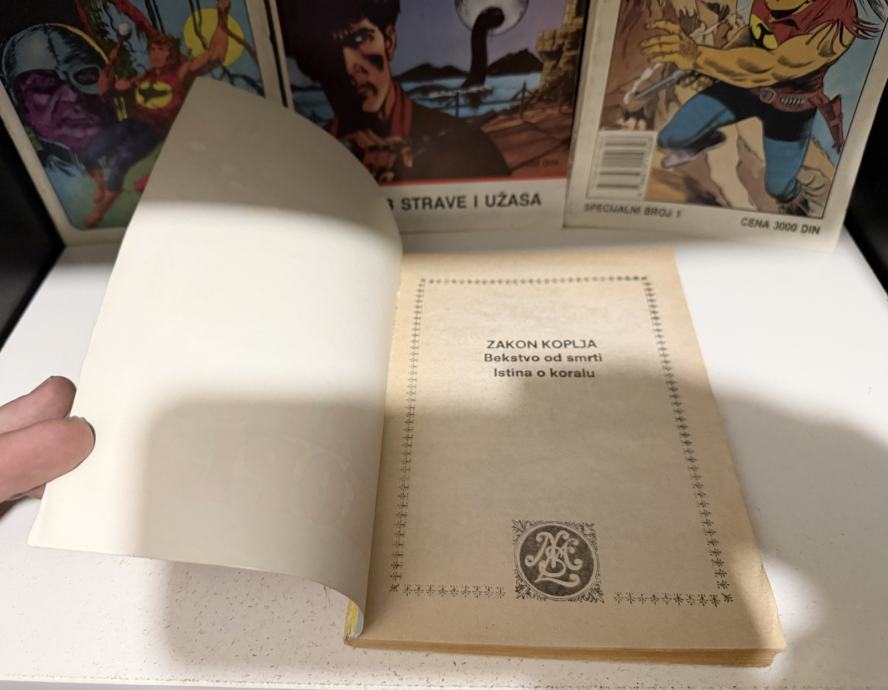 STRAVE I UŽASA
SPECIJALNI BROJ 1
CENA 3000 DIN
ZAKON KOPLJA
Bekstvo od smrti
Istina o koralu